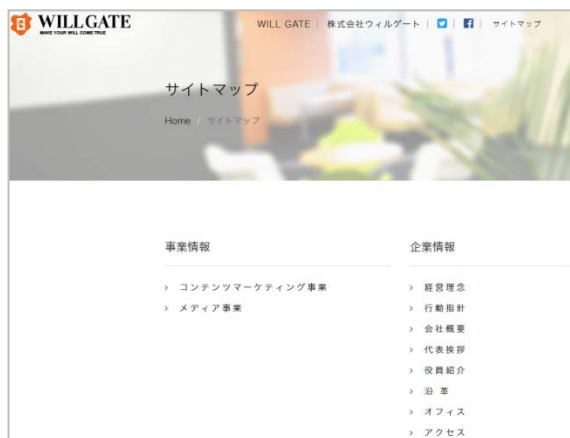 WILLGATE
MAKE YOUR WILL COME TRUE
WILL GATE | 株式会社ウィルゲート | | | サイトマップ
サイトマップ
Home / サイトマップ
事業情報
› コンテンツマーケティング事業
› メディア事業
企業情報
› 経営理念
› 行動指針
› 会社概要
› 代表挨拶
› 役員紹介
› 沿 革
› オフィス
› アクセス